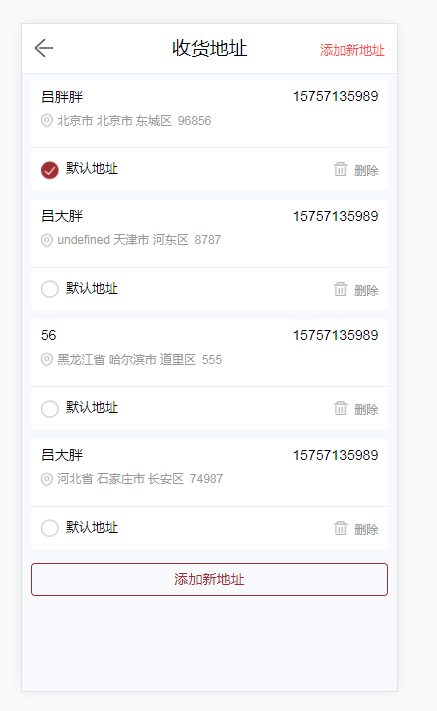 收货地址 添加新地址
吕胖胖 15757135989
北京市 北京市 东城区 96856
默认地址 删除
吕大胖 15757135989
undefined 天津市 河东区 8787
默认地址 删除
56 15757135989
黑龙江省 哈尔滨市 道里区 555
默认地址 删除
吕大胖 15757135989
河北省 石家庄市 长安区 74987
默认地址 删除
添加新地址